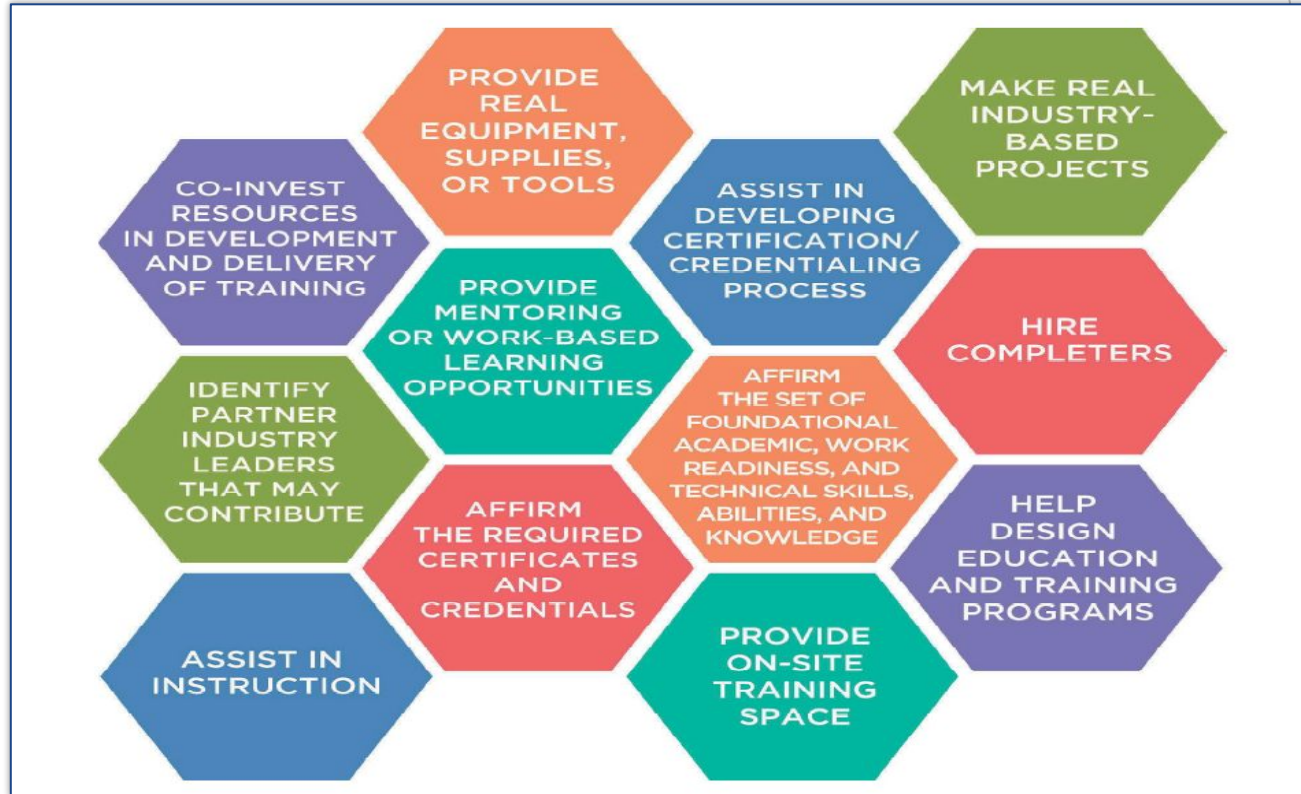 PROVIDE
REAL
EQUIPMENT,
SUPPLIES,
OR TOOLS
MAKE REAL
INDUSTRY-
BASED
PROJECTS
CO-INVEST
RESOURCES
IN DEVELOPMENT
AND DELIVERY
OF TRAINING
ASSIST IN
DEVELOPING
CERTIFICATION/
CREDENTIALING
PROCESS
PROVIDE
MENTORING
OR WORK-BASED
LEARNING
OPPORTUNITIES
HIRE
COMPLETERS
IDENTIFY
PARTNER
INDUSTRY
LEADERS
THAT MAY
CONTRIBUTE
AFFIRM
THE SET OF
FOUNDATIONAL
ACADEMIC, WORK
READINESS, AND
TECHNICAL SKILLS,
ABILITIES, AND
KNOWLEDGE
AFFIRM
THE REQUIRED
CERTIFICATES
AND
CREDENTIALS
HELP
DESIGN
EDUCATION
AND TRAINING
PROGRAMS
ASSIST IN
INSTRUCTION
PROVIDE
ON-SITE
TRAINING
SPACE